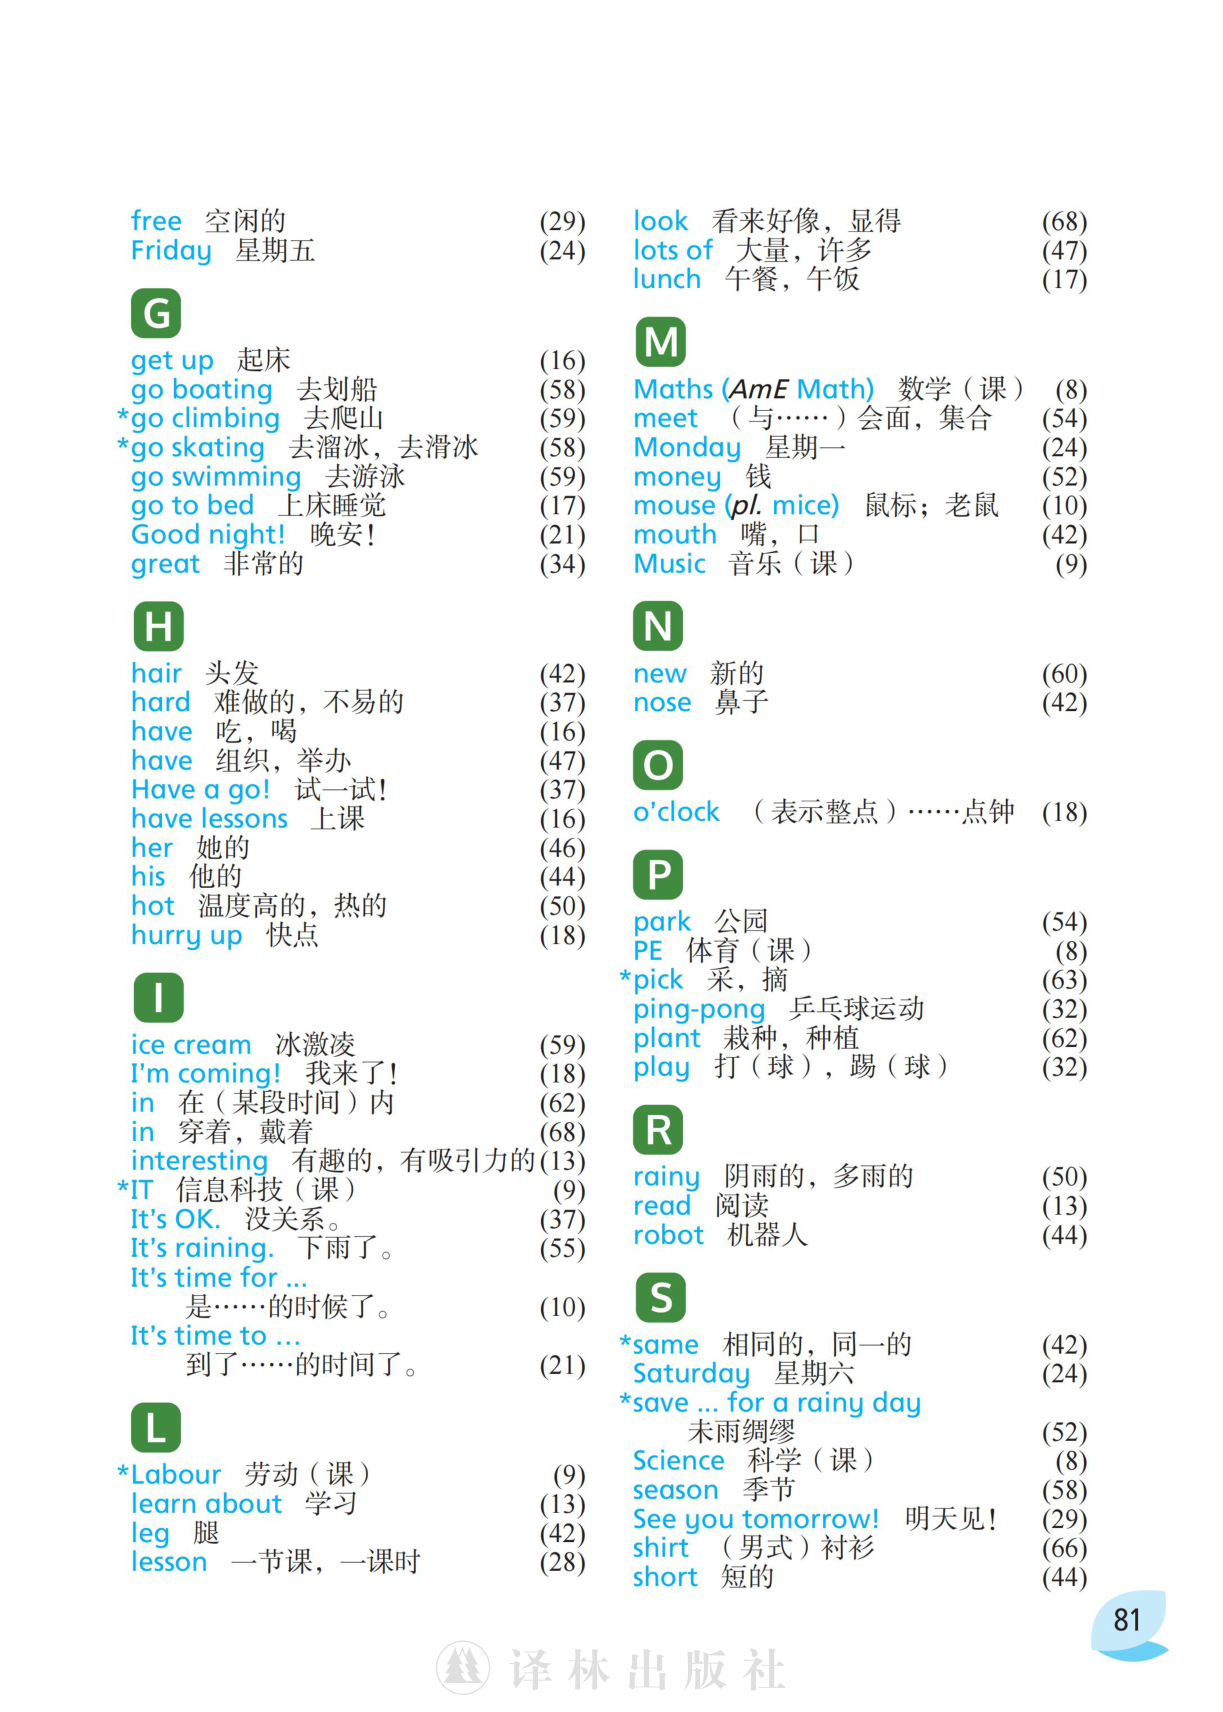 free 空闲的 (29)
Friday 星期五 (24)
G
get up 起床 (16)
go boating 去划船 (58)
*go climbing 去爬山 (59)
*go skating 去溜冰，去滑冰 (58)
go swimming 去游泳 (59)
go to bed 上床睡觉 (17)
Good night! 晚安！ (21)
great 非常的 (34)
H
hair 头发 (42)
hard 难做的，不易的 (37)
have 吃，喝 (16)
have 组织，举办 (47)
Have a go! 试一试！ (37)
have lessons 上课 (16)
her 她的 (46)
his 他的 (44)
hot 温度高的，热的 (50)
hurry up 快点 (18)
I
ice cream 冰激凌 (59)
I'm coming! 我来了！ (18)
in 在（某段时间）内 (62)
in 穿着，戴着 (68)
interesting 有趣的，有吸引力的 (13)
*IT 信息科技（课） (9)
It's OK. 没关系。 (37)
It's raining. 下雨了。 (55)
It's time for ...
是……的时候了。 (10)
It's time to ...
到了……的时间了。 (21)
L
*Labour 劳动（课） (9)
learn about 学习 (13)
leg 腿 (42)
lesson 一节课，一课时 (28)
look 看来好像，显得 (68)
lots of 大量，许多 (47)
lunch 午餐，午饭 (17)
M
Maths (AmE Math) 数学（课） (8)
meet （与……）会面，集合 (54)
Monday 星期一 (24)
money 钱 (52)
mouse (pl. mice) 鼠标；老鼠 (10)
mouth 嘴，口 (42)
Music 音乐（课） (9)
N
new 新的 (60)
nose 鼻子 (42)
O
o'clock （表示整点）……点钟 (18)
P
park 公园 (54)
PE 体育（课） (8)
*pick 采，摘 (63)
ping-pong 乒乓球运动 (32)
plant 栽种，种植 (62)
play 打（球），踢（球） (32)
R
rainy 阴雨的，多雨的 (50)
read 阅读 (13)
robot 机器人 (44)
S
*same 相同的，同一的 (42)
Saturday 星期六 (24)
*save ... for a rainy day
未雨绸缪 (52)
Science 科学（课） (8)
season 季节 (58)
See you tomorrow! 明天见！ (29)
shirt （男式）衬衫 (66)
short 短的 (44)
81
译林出版社